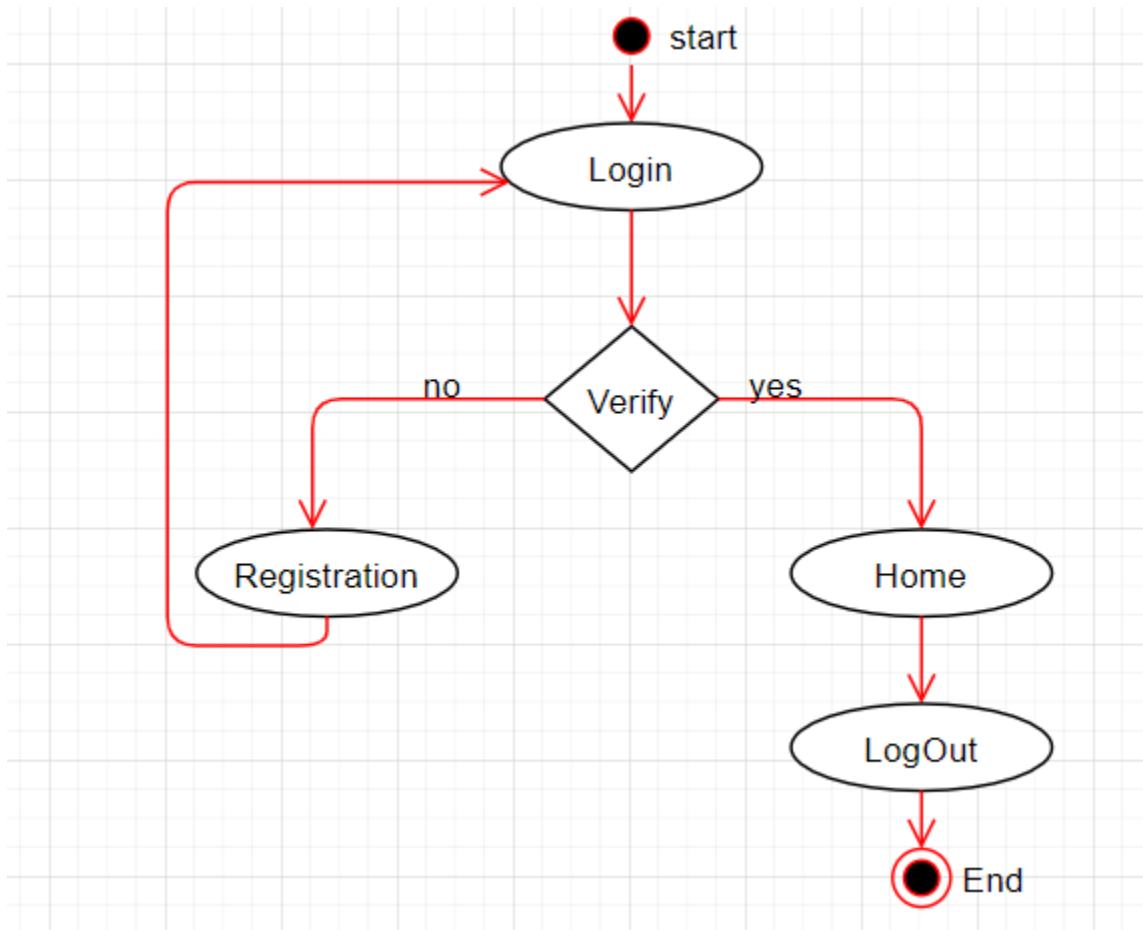 start
Login
no
Verify
yes
Registration
Home
LogOut
End